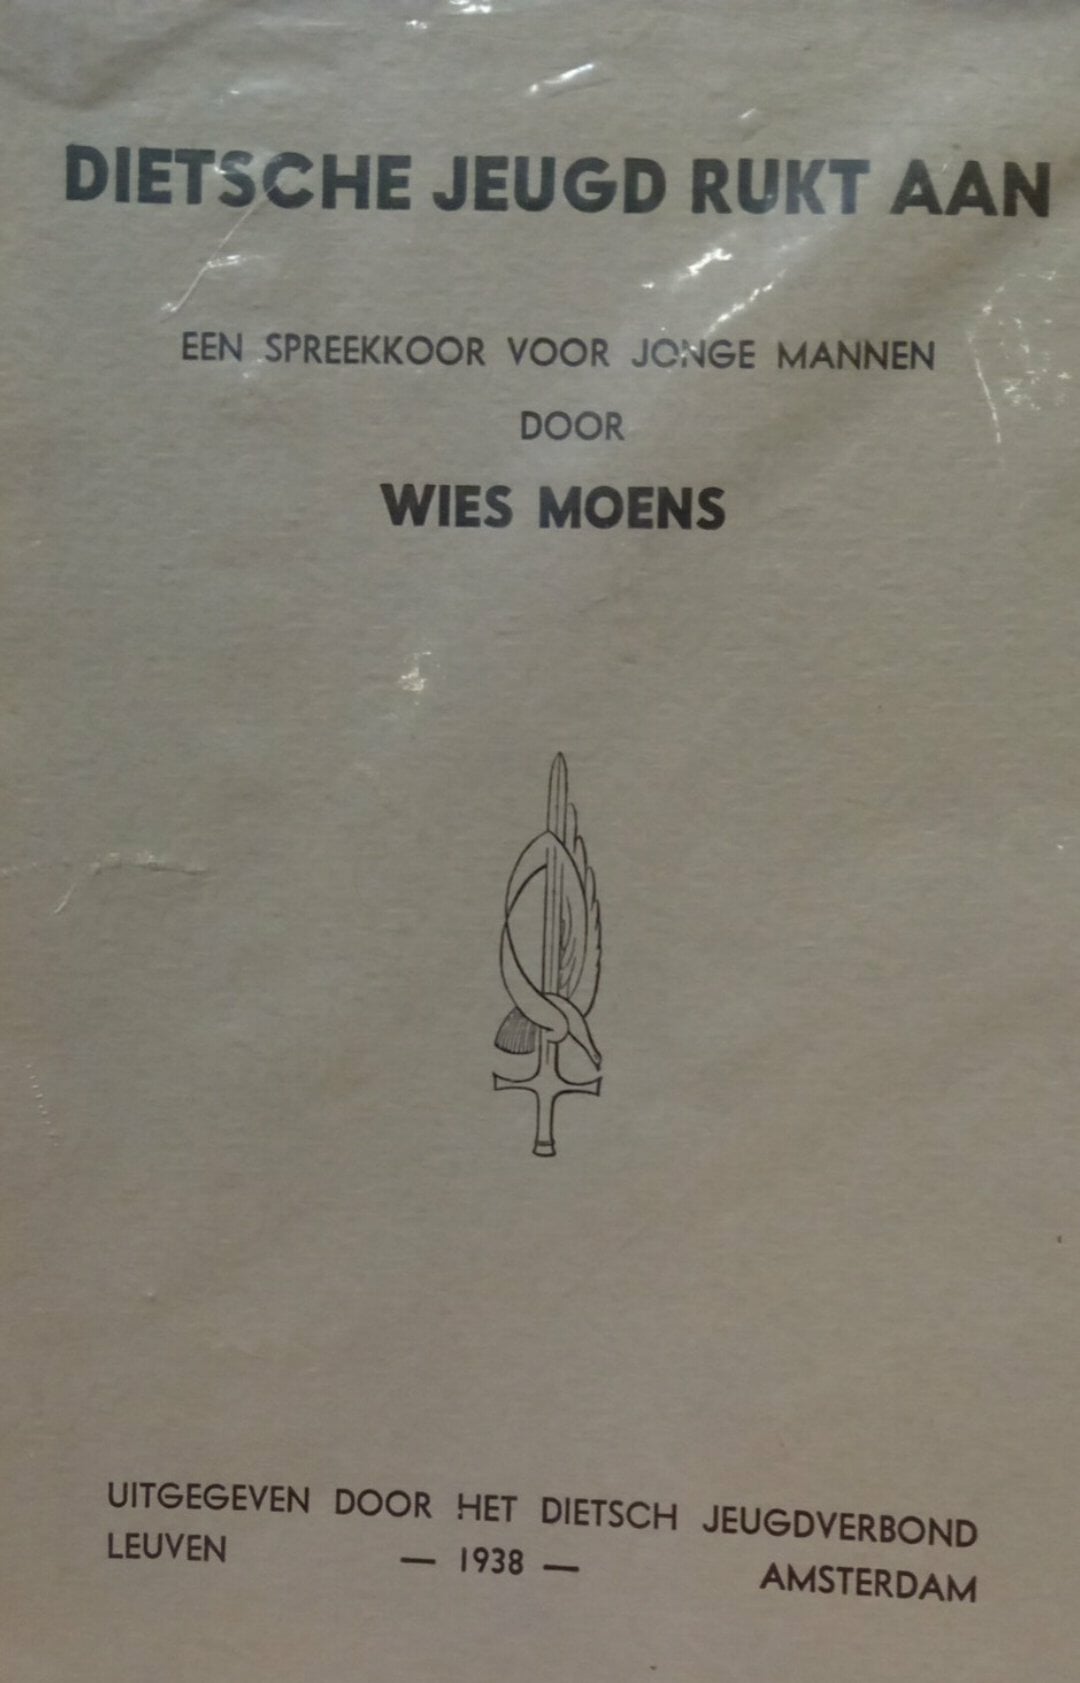 DIETSCHE JEUGD RUKT AAN
EEN SPREEKKOOR VOOR JONGE MANNEN
DOOR
WIES MOENS
UITGEGEVEN DOOR HET DIETSCH JEUGDVERBOND
LEUVEN — 1938 — AMSTERDAM